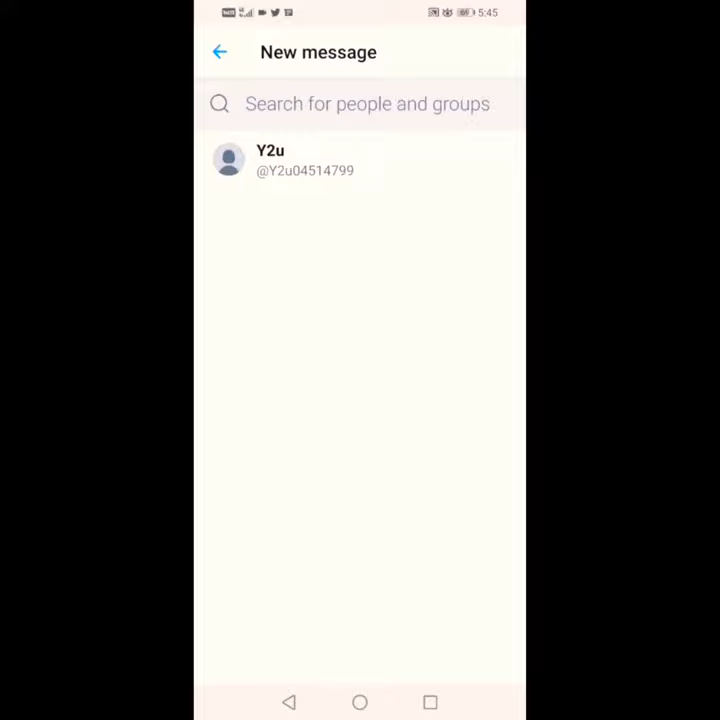 5:45
New message
Search for people and groups
Y2u
@Y2u04514799